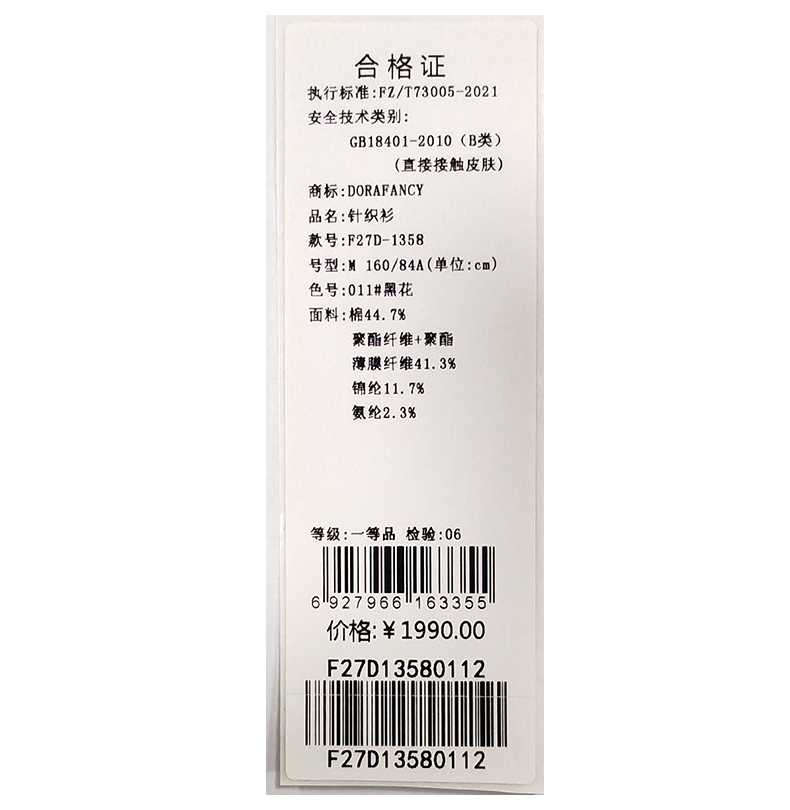 合格证
执行标准:FZ/T73005-2021
安全技术类别:
GB18401-2010（B类）
(直接接触皮肤)
商标:DORAFANCY
品名:针织衫
款号:F27D-1358
号型:M 160/84A(单位:cm)
色号:011#黑花
面料:棉44.7%
聚酯纤维+聚酯
薄膜纤维41.3%
锦纶11.7%
氨纶2.3%
等级:一等品 检验:06
6 927966 163355
价格:￥1990.00
F27D13580112
F27D13580112